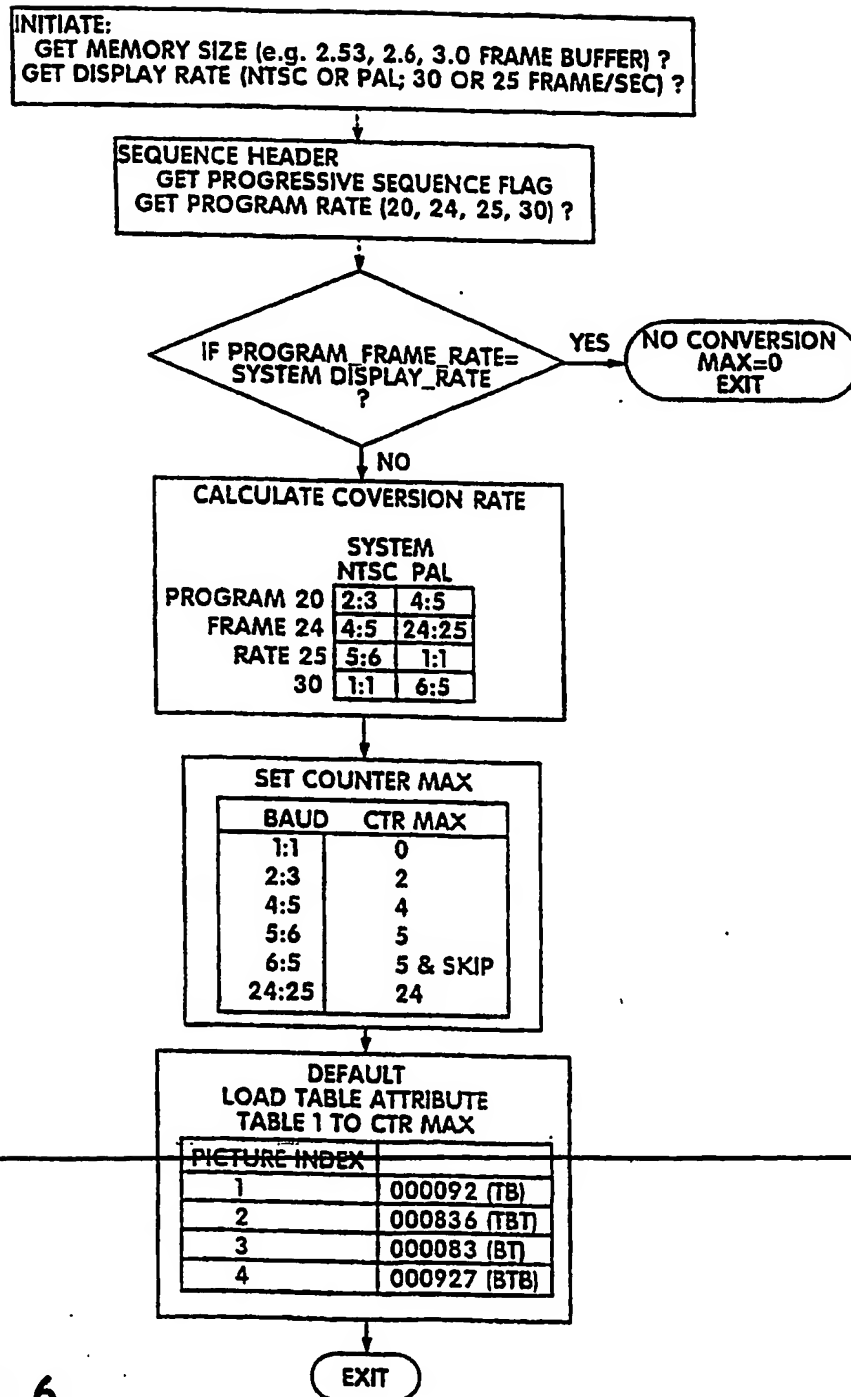 INITIATE:
GET MEMORY SIZE (e.g. 2.53, 2.6, 3.0 FRAME BUFFER) ?
GET DISPLAY RATE (NTSC OR PAL; 30 OR 25 FRAME/SEC) ?
SEQUENCE HEADER
GET PROGRESSIVE SEQUENCE FLAG
GET PROGRAM RATE (20, 24, 25, 30) ?
IF PROGRAM_FRAME_RATE=
SYSTEM DISPLAY_RATE
?
YES
NO CONVERSION
MAX=0
EXIT
NO
CALCULATE COVERSION RATE
SYSTEM
NTSC PAL
PROGRAM 20 2:3 4:5
FRAME 24 4:5 24:25
RATE 25 5:6 1:1
30 1:1 6:5
SET COUNTER MAX
BAUD CTR MAX
1:1 0
2:3 2
4:5 4
5:6 5
6:5 5 & SKIP
24:25 24
DEFAULT
LOAD TABLE ATTRIBUTE
TABLE 1 TO CTR MAX
PICTURE INDEX
1 000092 (TB)
2 000836 (TBT)
3 000083 (BT)
4 000927 (BTB)
EXIT
6